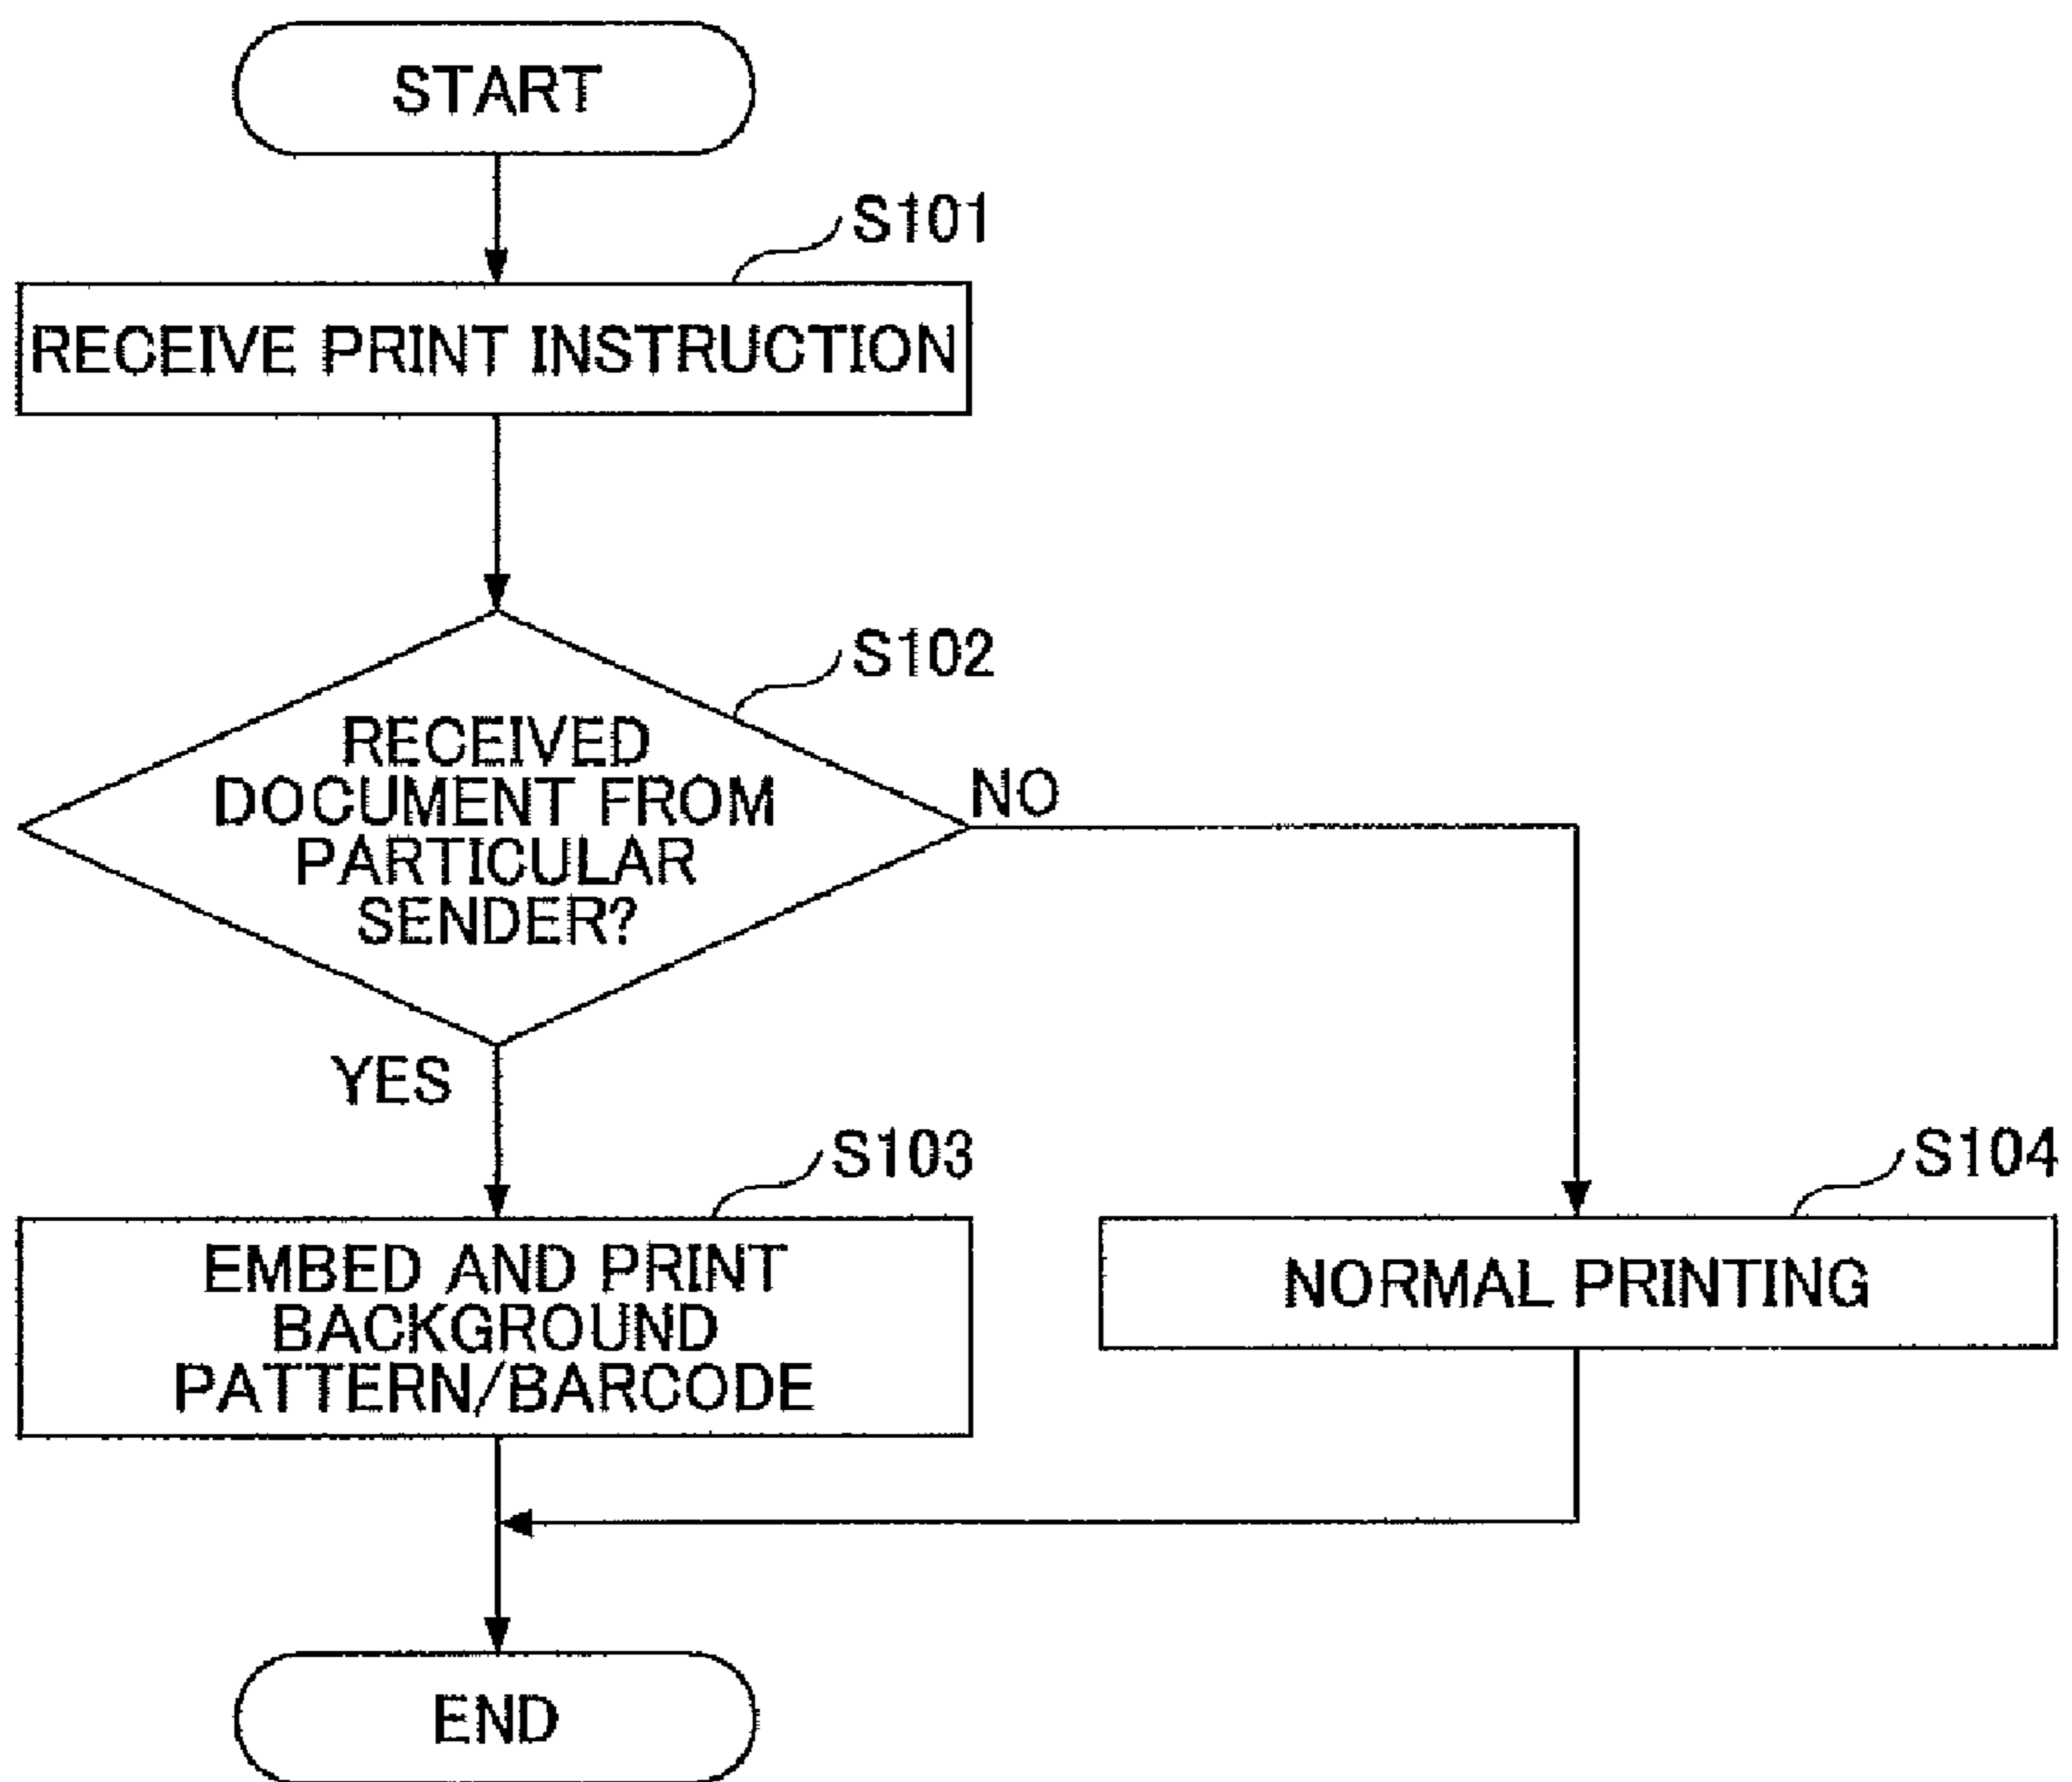 START
S101
RECEIVE PRINT INSTRUCTION
S102
RECEIVED
DOCUMENT FROM
PARTICULAR
SENDER?
NO
YES
S103
EMBED AND PRINT
BACKGROUND
PATTERN/BARCODE
S104
NORMAL PRINTING
END